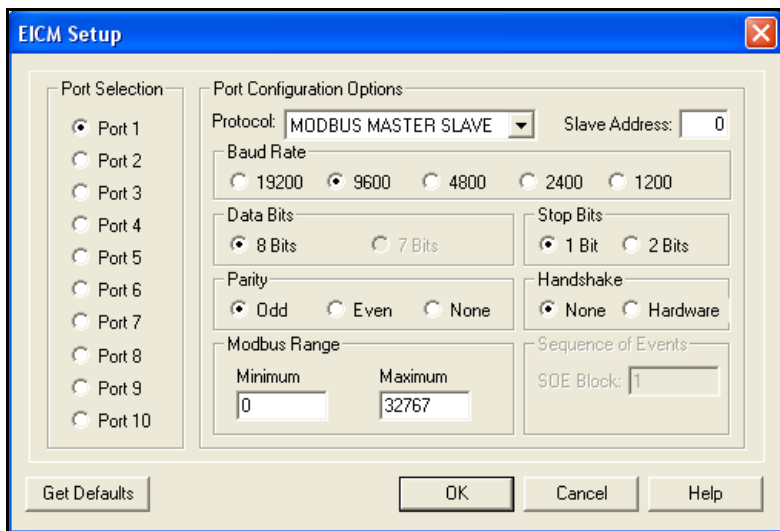 EICM Setup
Port Selection
Port 1
Port 2
Port 3
Port 4
Port 5
Port 6
Port 7
Port 8
Port 9
Port 10
Port Configuration Options
Protocol: MODBUS MASTER SLAVE Slave Address: 0
Baud Rate
19200 9600 4800 2400 1200
Data Bits
8 Bits 7 Bits
Stop Bits
1 Bit 2 Bits
Parity
Odd Even None
Handshake
None Hardware
Modbus Range
Minimum Maximum
0 32767
Sequence of Events
SOE Block: 1
Get Defaults OK Cancel Help